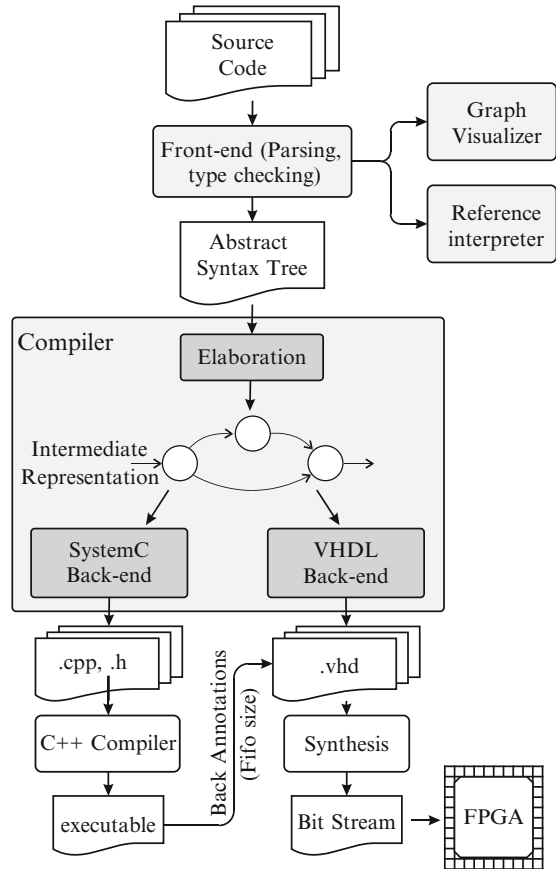 Source
Code
Front-end (Parsing,
type checking)
Graph
Visualizer
Reference
interpreter
Abstract
Syntax Tree
Compiler
Elaboration
Intermediate
Representation
SystemC
Back-end
VHDL
Back-end
.cpp, .h
Back Annotations
(Fifo size)
.vhd
C++ Compiler
Synthesis
executable
Bit Stream
FPGA